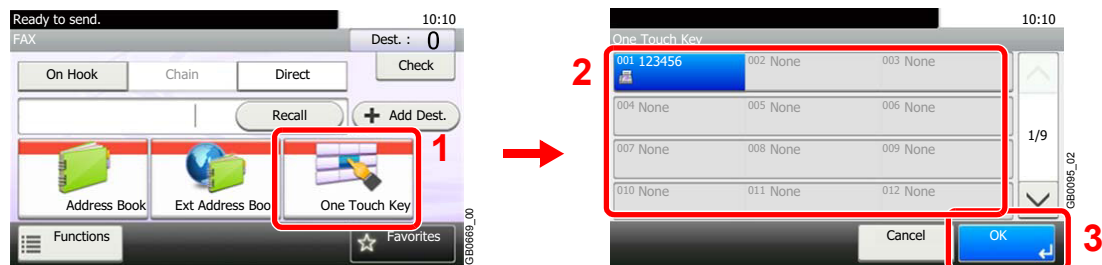 Ready to send. 10:10
FAX Dest. : 0
On Hook Chain Direct Check
Recall + Add Dest.
1
Address Book Ext Address Boo One Touch Key
Functions Favorites
GB0669_00
10:10
One Touch Key
2
001 123456 002 None 003 None
004 None 005 None 006 None
1/9
007 None 008 None 009 None
010 None 011 None 012 None
GB0095_02
Cancel OK
3